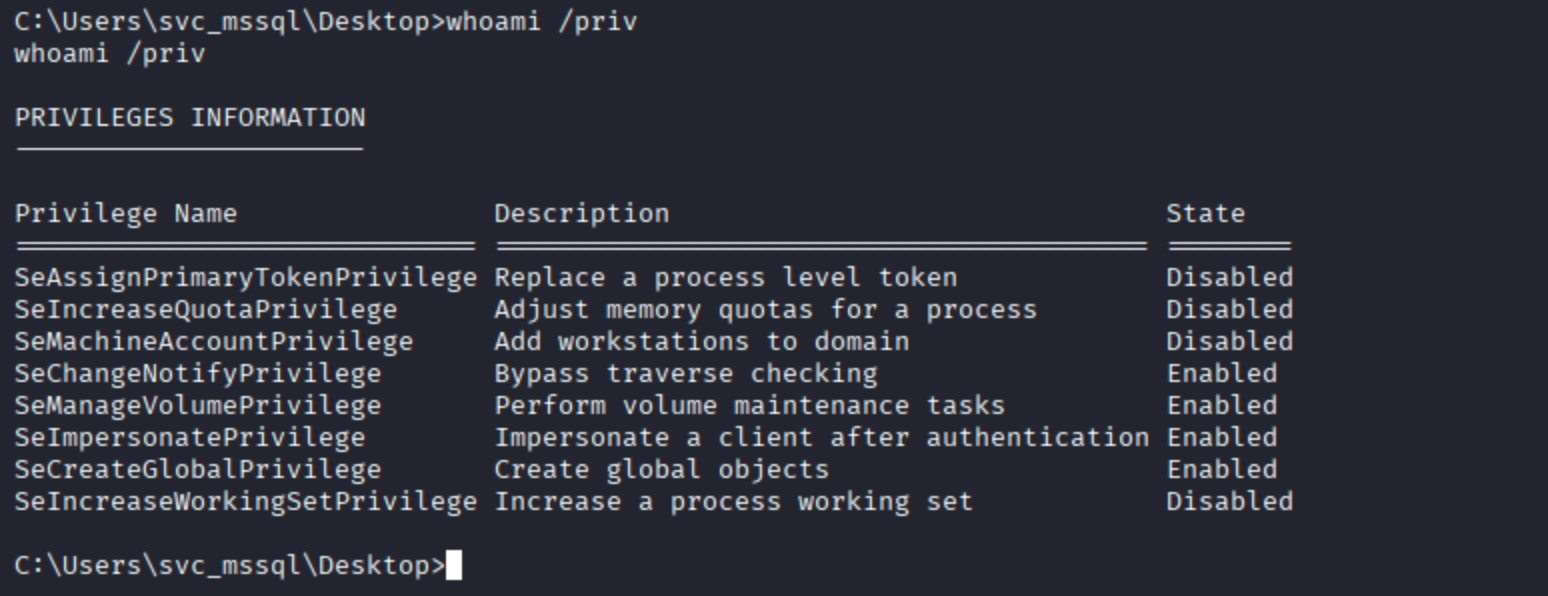 C:\Users\svc_mssql\Desktop>whoami /priv
whoami /priv
PRIVILEGES INFORMATION
Privilege Name Description State
SeAssignPrimaryTokenPrivilege Replace a process level token Disabled
SeIncreaseQuotaPrivilege Adjust memory quotas for a process Disabled
SeMachineAccountPrivilege Add workstations to domain Disabled
SeChangeNotifyPrivilege Bypass traverse checking Enabled
SeManageVolumePrivilege Perform volume maintenance tasks Enabled
SeImpersonatePrivilege Impersonate a client after authentication Enabled
SeCreateGlobalPrivilege Create global objects Enabled
SeIncreaseWorkingSetPrivilege Increase a process working set Disabled
C:\Users\svc_mssql\Desktop>